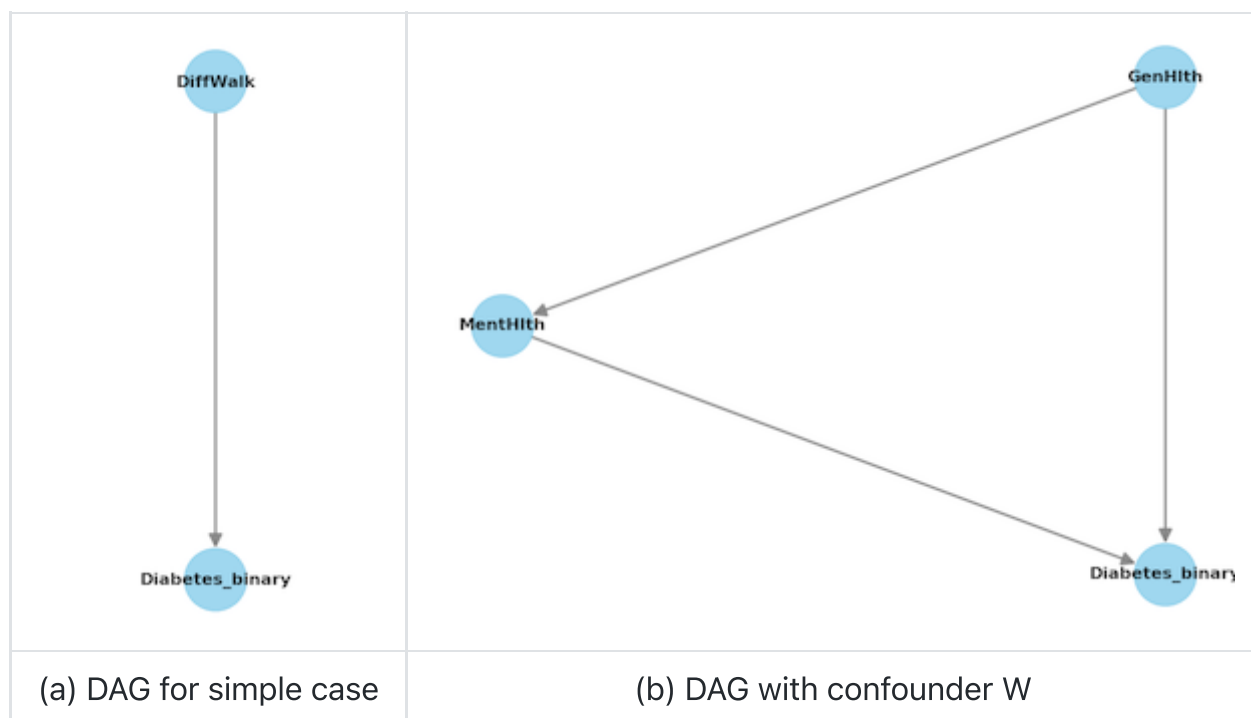 DiffWalk
Diabetes_binary
(a) DAG for simple case
GenHlth
MentHlth
Diabetes_binary
(b) DAG with confounder W